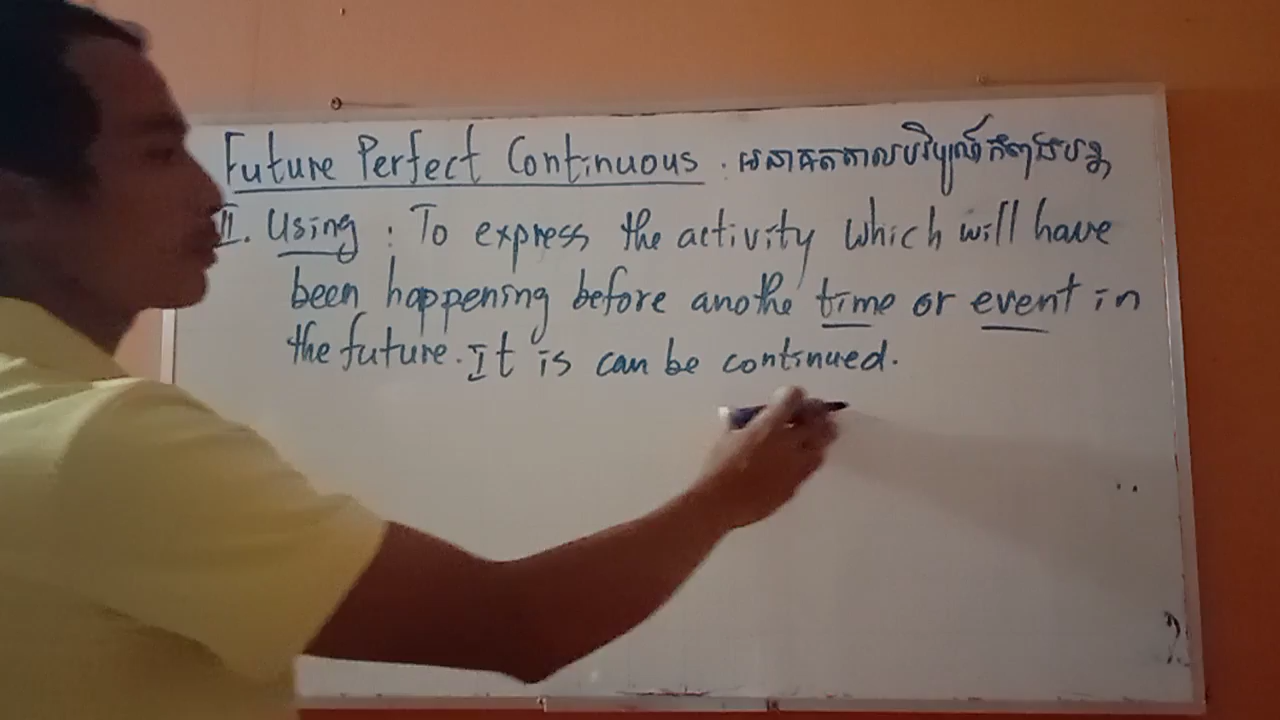 Future Perfect Continuous : អនាគតកាលបរិបូណ៌កំពុងបន្ត
II. Using : To express the activity which will have
been happening before anothe time or event in
the future. It is can be continued.